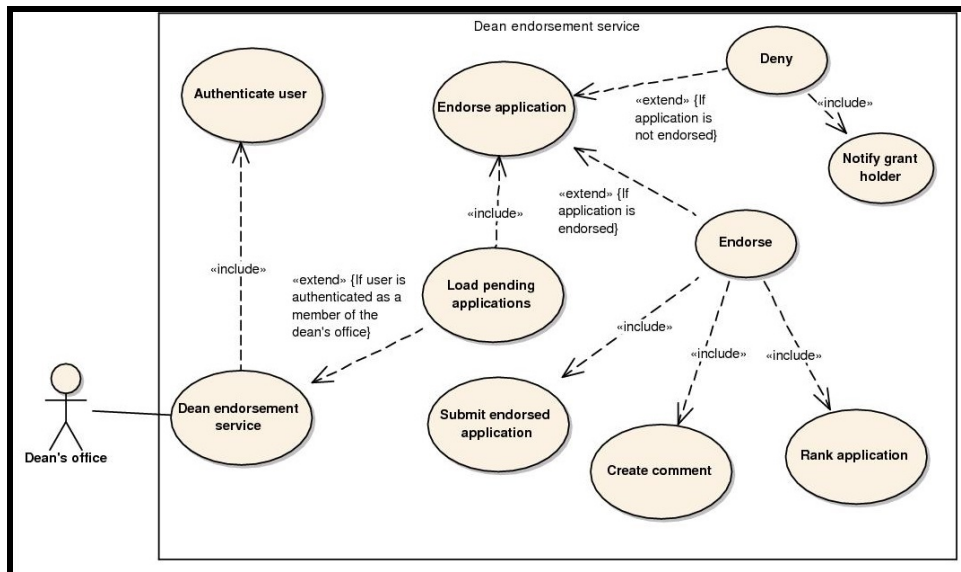 Dean endorsement service
Authenticate user
Endorse application
Deny
«extend» {If
application is
not endorsed}
«include»
Notify grant
holder
«extend» {If
application is
endorsed}
«include»
Endorse
«include»
«extend» {If user is
authenticated as a
member of the
dean's office}
Load pending
applications
«include»
«include»
«include»
Dean endorsement
service
Submit endorsed
application
Create comment
Rank application
Dean's office